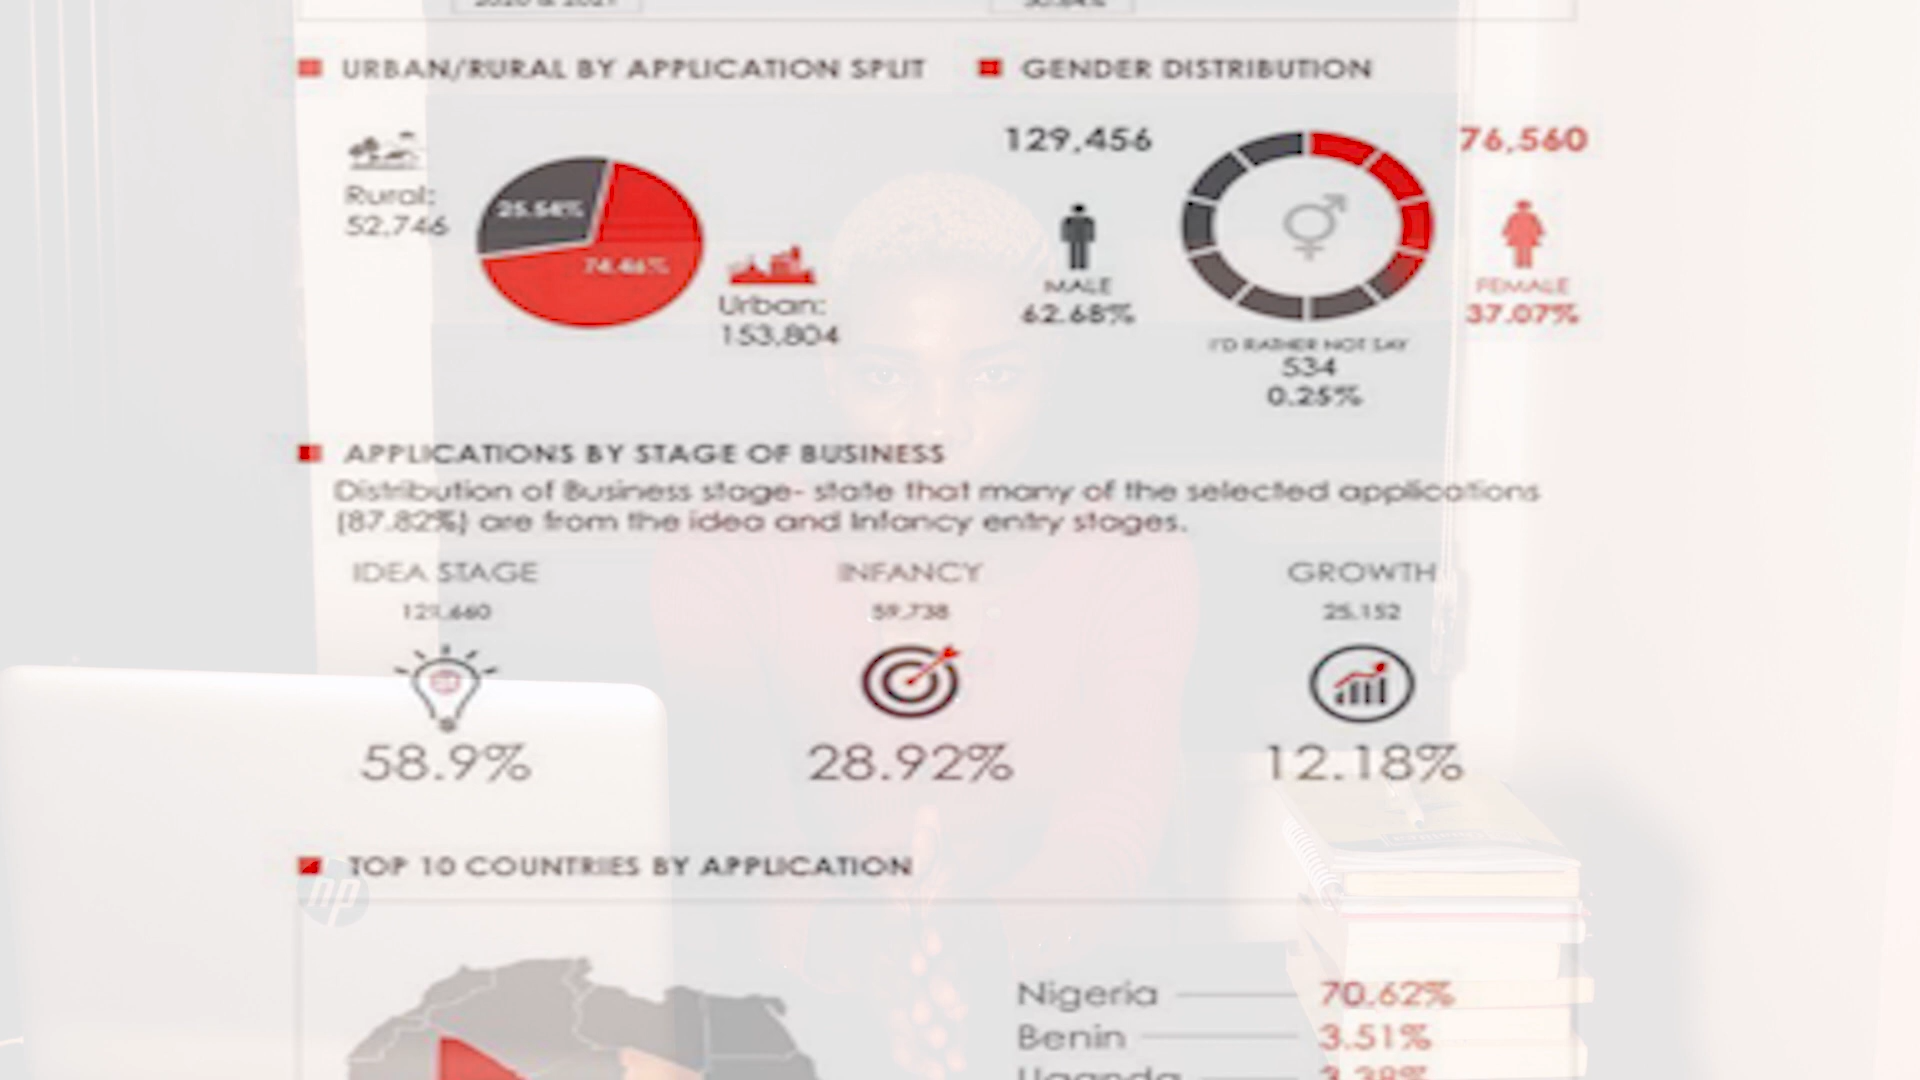 URBAN/RURAL BY APPLICATION SPLIT
GENDER DISTRIBUTION
Rural:
52,746
25.54%
74.46%
Urban:
153,804
129,456
MALE
62.68%
76,560
FEMALE
37.07%
I'D RATHER NOT SAY
534
0.25%
APPLICATIONS BY STAGE OF BUSINESS
Distribution of Business stage- state that many of the selected applications
(87.82%) are from the idea and Infancy entry stages.
IDEA STAGE
INFANCY
GROWTH
59,738
25,152
58.9%
28.92%
12.18%
TOP 10 COUNTRIES BY APPLICATION
hp
Nigeria 70.62%
Benin 3.51%
Uganda 3.38%